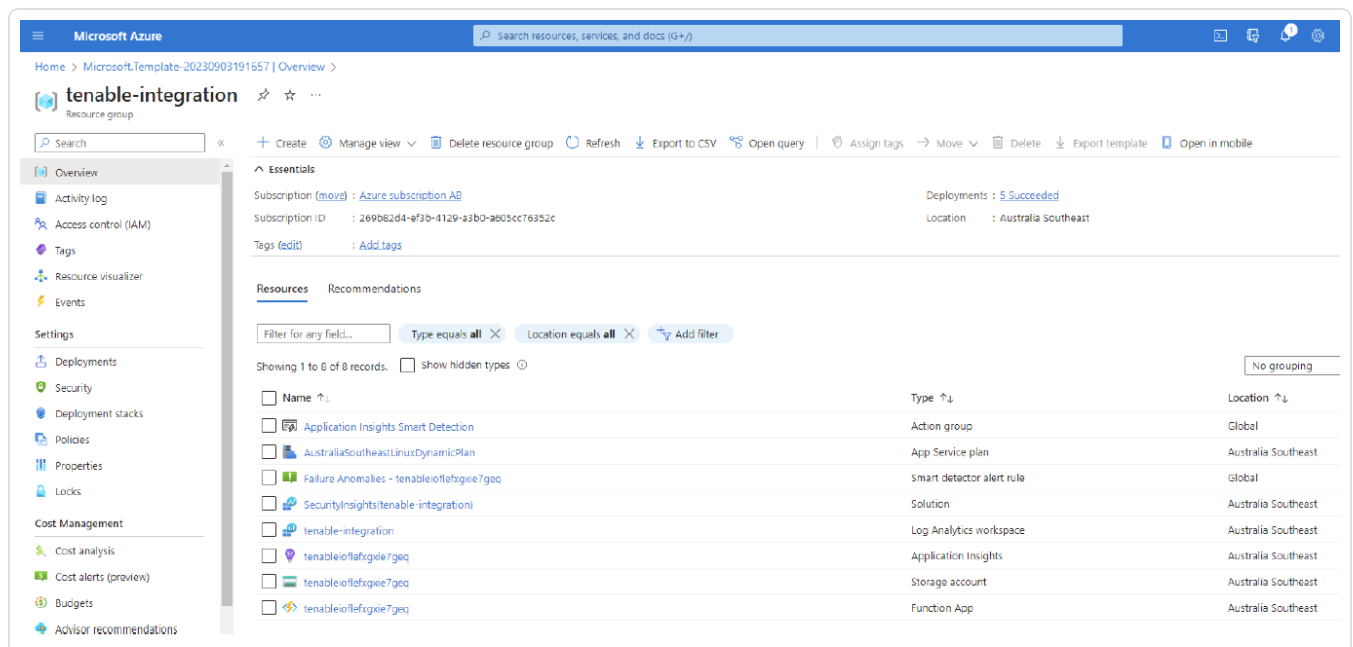 Microsoft Azure
Search resources, services, and docs (G+/)
1
Home > Microsoft.Template-20230903191657 | Overview >
tenable-integration
Resource group
Search
Create Manage view Delete resource group Refresh Export to CSV Open query Assign tags Move Delete Export template Open in mobile
Overview
Activity log
Access control (IAM)
Tags
Resource visualizer
Events
Settings
Deployments
Security
Deployment stacks
Policies
Properties
Locks
Cost Management
Cost analysis
Cost alerts (preview)
Budgets
Advisor recommendations
Essentials
Subscription (move) : Azure subscription AB
Deployments : 5 Succeeded
Subscription ID : 269b82d4-ef3b-4129-a3b0-a605cc76352c
Location : Australia Southeast
Tags (edit) : Add tags
Resources Recommendations
Filter for any field... Type equals all Location equals all Add filter
Showing 1 to 8 of 8 records. Show hidden types
No grouping
Name Type Location
Application Insights Smart Detection Action group Global
AustraliaSoutheastLinuxDynamicPlan App Service plan Australia Southeast
Failure Anomalies - tenableioflefxgxie7geq Smart detector alert rule Global
SecurityInsights(tenable-integration) Solution Australia Southeast
tenable-integration Log Analytics workspace Australia Southeast
tenableioflefxgxie7geq Application Insights Australia Southeast
tenableioflefxgxie7geq Storage account Australia Southeast
tenableioflefxgxie7geq Function App Australia Southeast